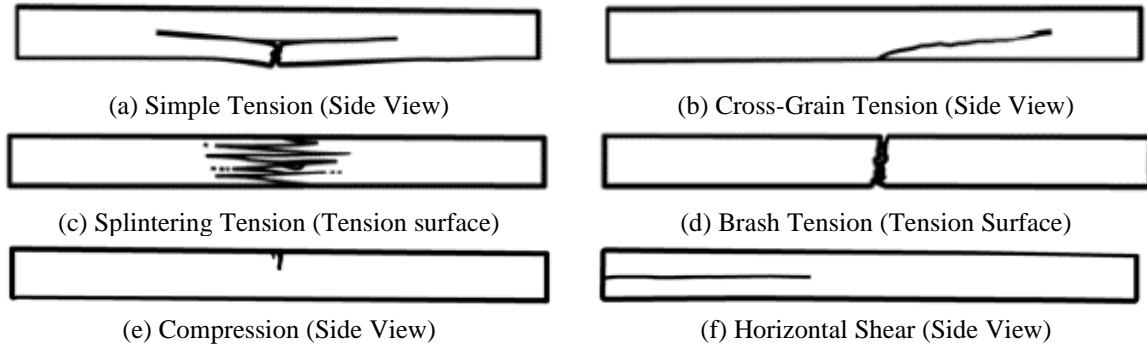 (a) Simple Tension (Side View)
(b) Cross-Grain Tension (Side View)
(c) Splintering Tension (Tension surface)
(d) Brash Tension (Tension Surface)
(e) Compression (Side View)
(f) Horizontal Shear (Side View)